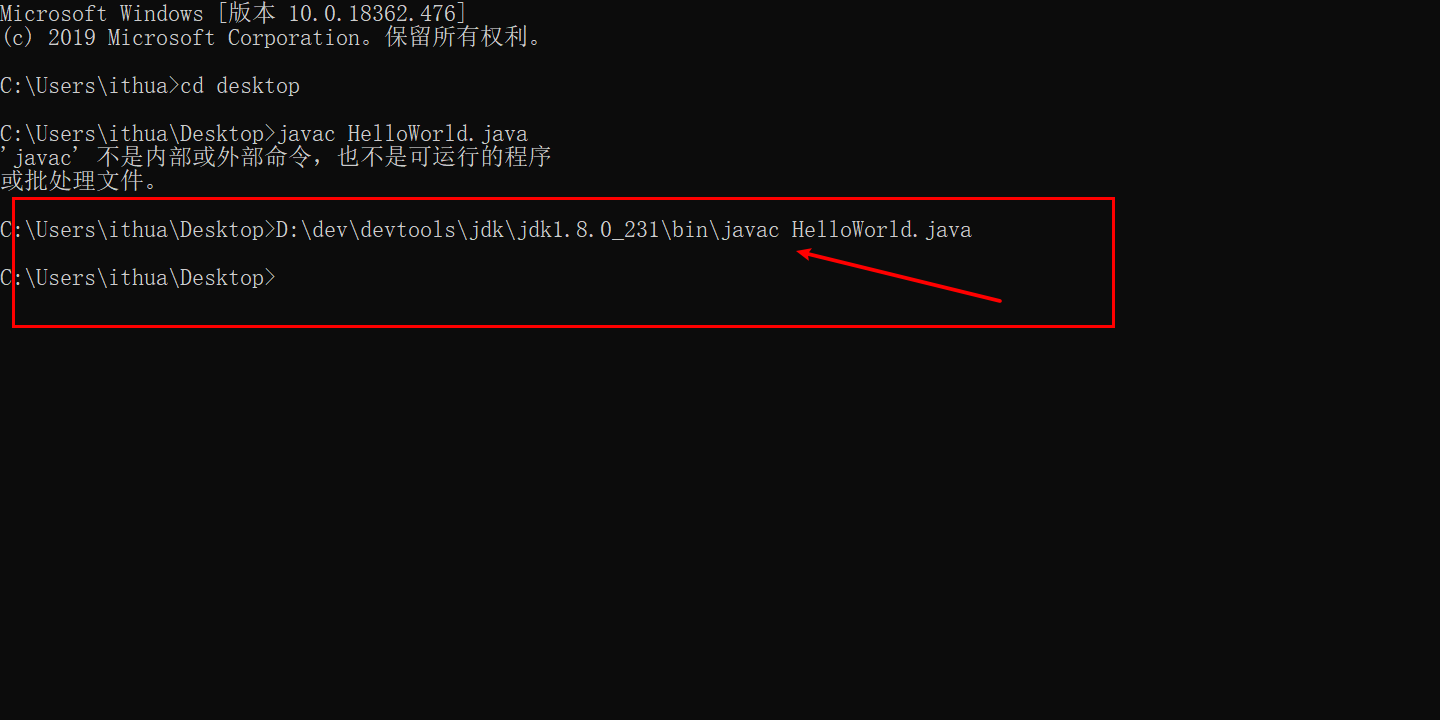 Microsoft Windows [版本 10.0.18362.476]
(c) 2019 Microsoft Corporation。保留所有权利。
C:\Users\ithua>cd desktop
C:\Users\ithua\Desktop>javac HelloWorld.java
'javac' 不是内部或外部命令，也不是可运行的程序
或批处理文件。
C:\Users\ithua\Desktop>D:\dev\devtools\jdk\jdk1.8.0_231\bin\javac HelloWorld.java
C:\Users\ithua\Desktop>